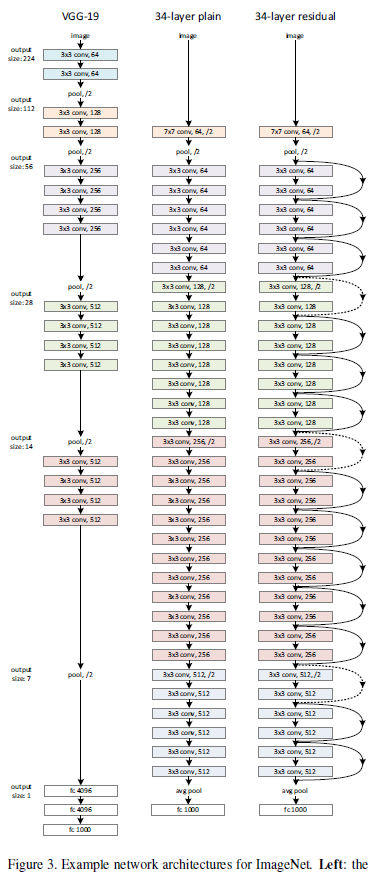 output
size: 224
output
size: 112
output
size: 56
output
size: 28
output
size: 14
output
size: 7
output
size: 1
VGG-19
image
3x3 conv, 64
3x3 conv, 64
pool, /2
3x3 conv, 128
3x3 conv, 128
pool, /2
3x3 conv, 256
3x3 conv, 256
3x3 conv, 256
3x3 conv, 256
pool, /2
3x3 conv, 512
3x3 conv, 512
3x3 conv, 512
3x3 conv, 512
pool, /2
3x3 conv, 512
3x3 conv, 512
3x3 conv, 512
3x3 conv, 512
pool, /2
fc 4096
fc 4096
fc 1000
34-layer plain
image
7x7 conv, 64, /2
pool, /2
3x3 conv, 64
3x3 conv, 64
3x3 conv, 64
3x3 conv, 64
3x3 conv, 64
3x3 conv, 64
3x3 conv, 128, /2
3x3 conv, 128
3x3 conv, 128
3x3 conv, 128
3x3 conv, 128
3x3 conv, 128
3x3 conv, 128
3x3 conv, 128
3x3 conv, 256, /2
3x3 conv, 256
3x3 conv, 256
3x3 conv, 256
3x3 conv, 256
3x3 conv, 256
3x3 conv, 256
3x3 conv, 256
3x3 conv, 256
3x3 conv, 256
3x3 conv, 256
3x3 conv, 256
3x3 conv, 512, /2
3x3 conv, 512
3x3 conv, 512
3x3 conv, 512
3x3 conv, 512
3x3 conv, 512
avg pool
fc 1000
34-layer residual
image
7x7 conv, 64, /2
pool, /2
3x3 conv, 64
3x3 conv, 64
3x3 conv, 64
3x3 conv, 64
3x3 conv, 64
3x3 conv, 64
3x3 conv, 128, /2
3x3 conv, 128
3x3 conv, 128
3x3 conv, 128
3x3 conv, 128
3x3 conv, 128
3x3 conv, 128
3x3 conv, 128
3x3 conv, 256, /2
3x3 conv, 256
3x3 conv, 256
3x3 conv, 256
3x3 conv, 256
3x3 conv, 256
3x3 conv, 256
3x3 conv, 256
3x3 conv, 256
3x3 conv, 256
3x3 conv, 256
3x3 conv, 256
3x3 conv, 512, /2
3x3 conv, 512
3x3 conv, 512
3x3 conv, 512
3x3 conv, 512
3x3 conv, 512
avg pool
fc 1000
Figure 3. Example network architectures for ImageNet. Left: the